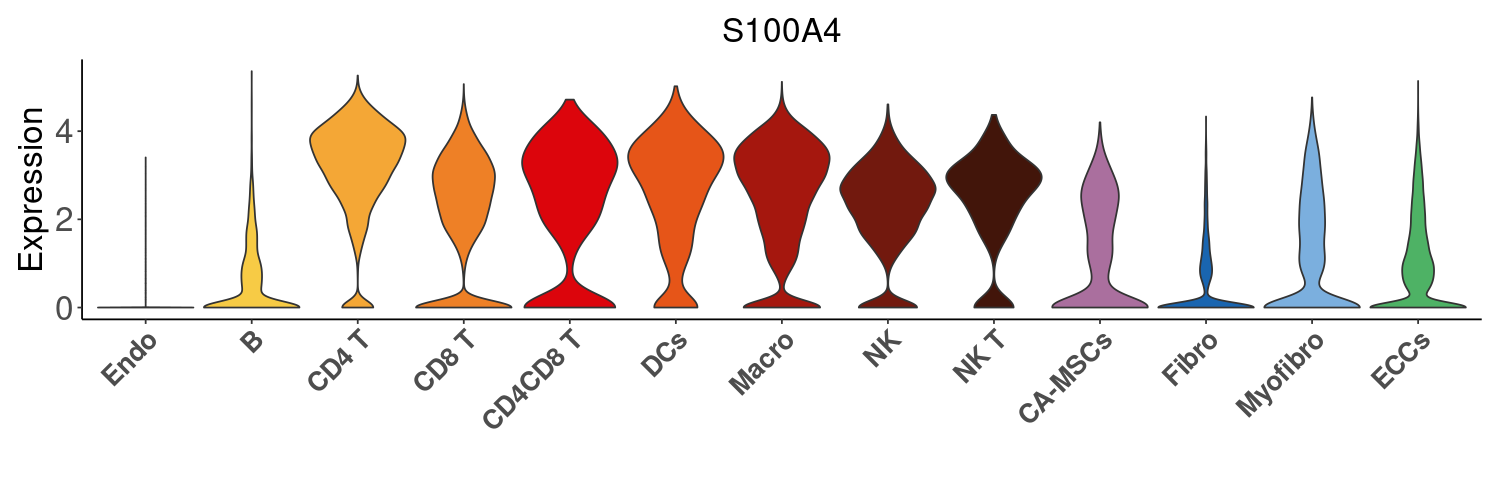 S100A4
Expression
4
2
0
Endo
B
CD4 T
CD8 T
CD4CD8 T
DCs
Macro
NK
NK T
CA-MSCs
Fibro
Myofibro
ECCs